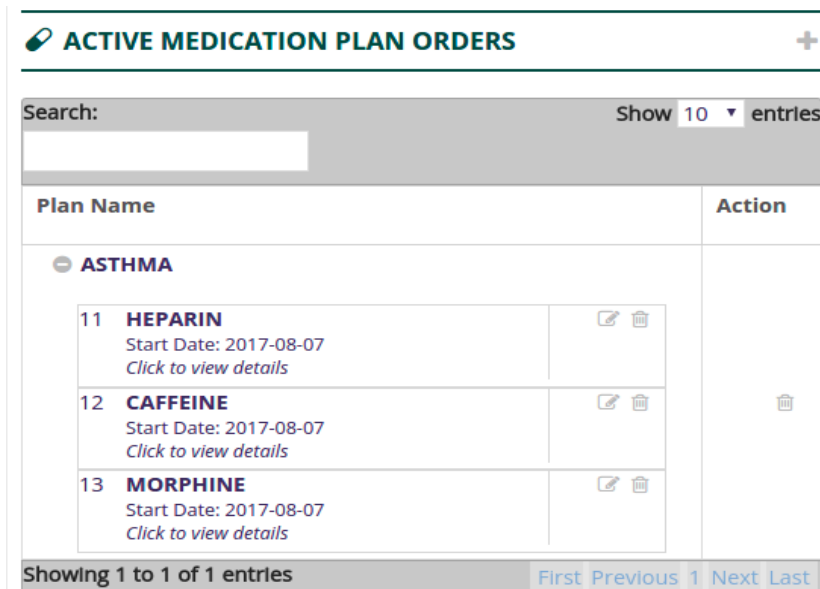 ACTIVE MEDICATION PLAN ORDERS
Search:
Show 10 entries
Plan Name Action
ASTHMA
11 HEPARIN
Start Date: 2017-08-07
Click to view details
12 CAFFEINE
Start Date: 2017-08-07
Click to view details
13 MORPHINE
Start Date: 2017-08-07
Click to view details
Showing 1 to 1 of 1 entries First Previous 1 Next Last